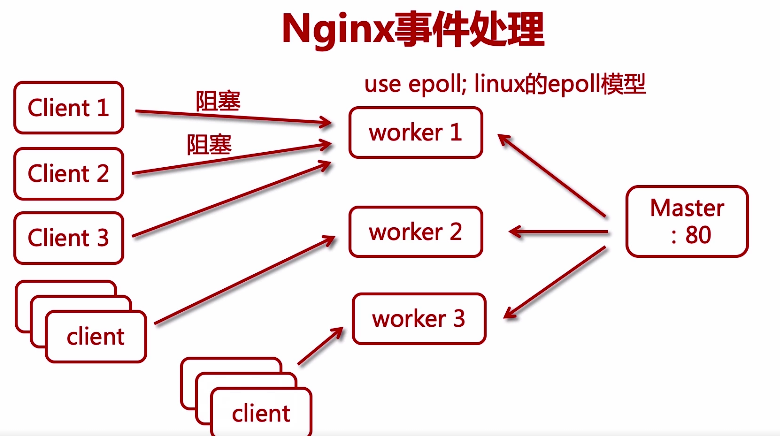 Nginx事件处理
use epoll; linux的epoll模型
Client 1
阻塞
worker 1
阻塞
Client 2
Client 3
worker 2
Master
：80
client
worker 3
client